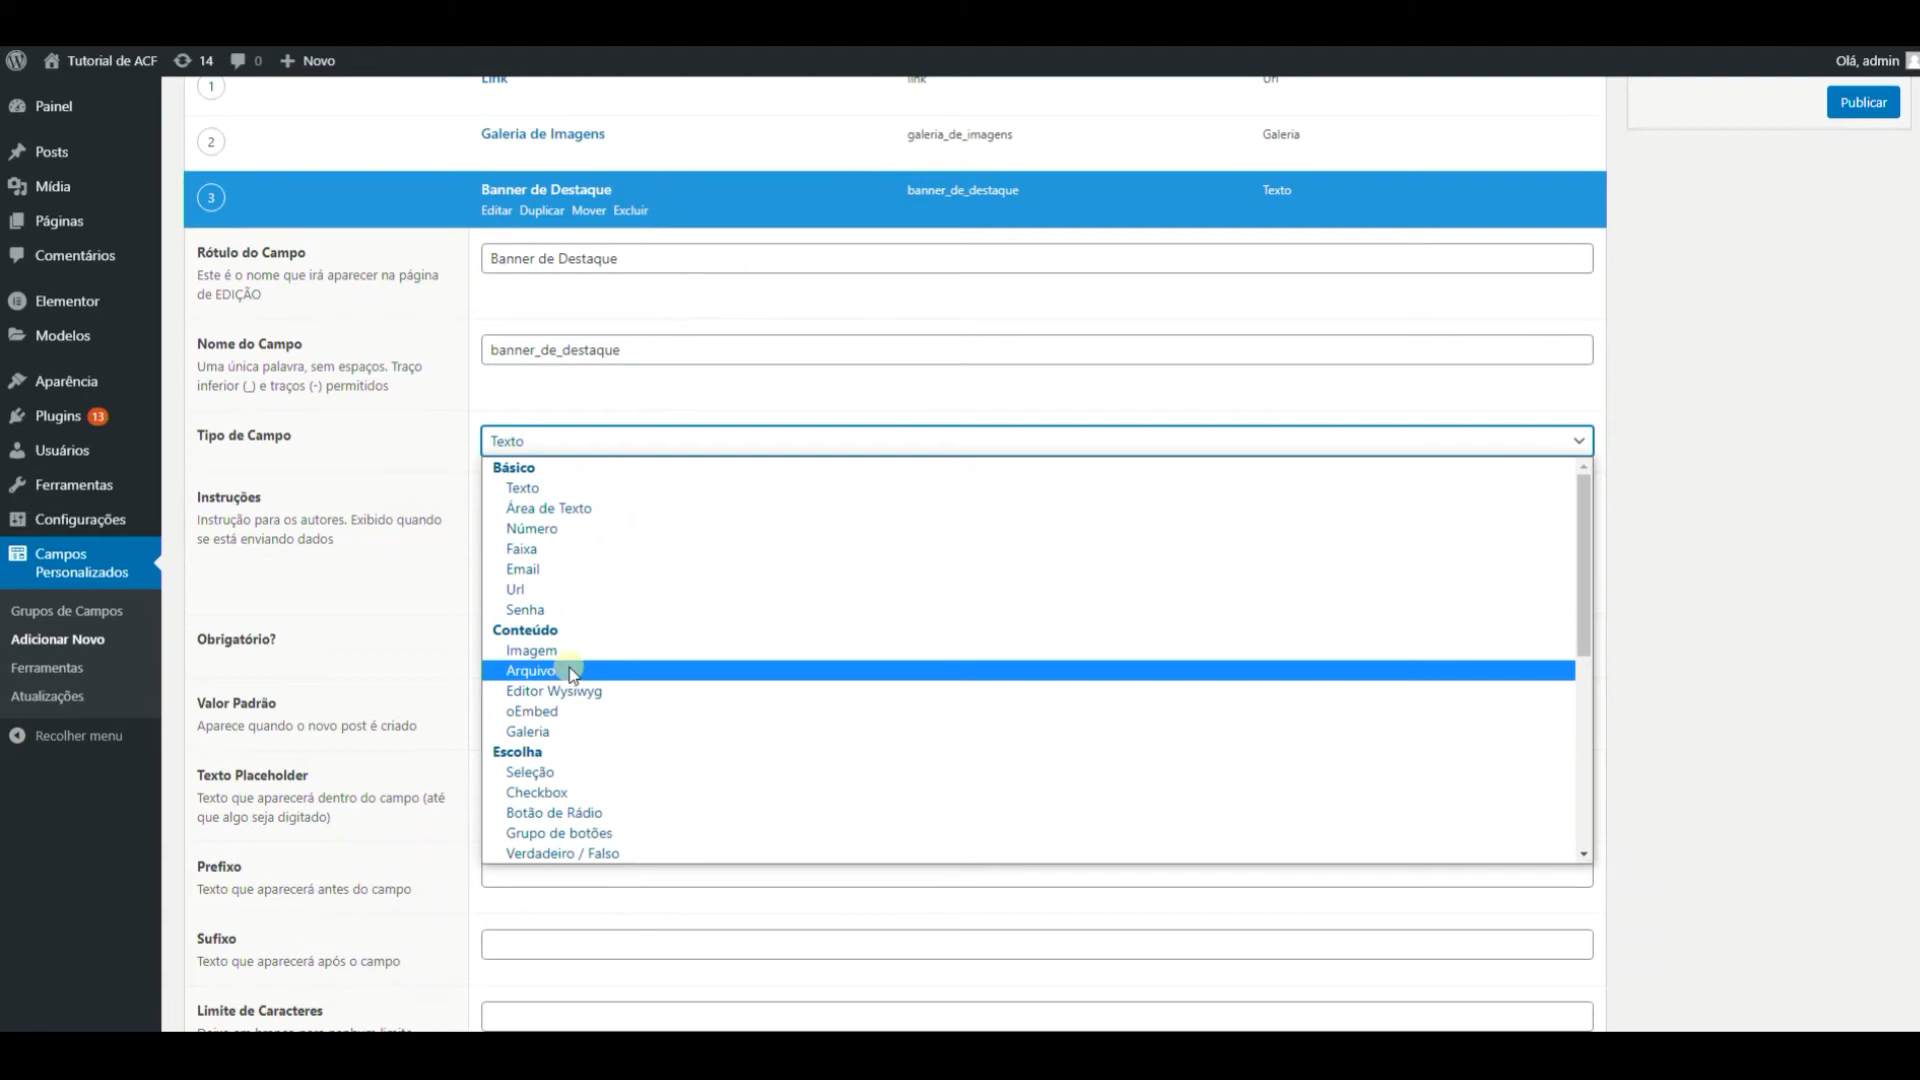 Tutorial de ACF 14 0 Novo
Olá, admin
Painel
Posts
Mídia
Páginas
Comentários
Elementor
Modelos
Aparência
Plugins 13
Usuários
Ferramentas
Configurações
Campos
Personalizados
Grupos de Campos
Adicionar Novo
Ferramentas
Atualizações
Recolher menu
1 Link link Url
2 Galeria de Imagens galeria_de_imagens Galeria
3 Banner de Destaque banner_de_destaque Texto
Editar Duplicar Mover Excluir
Rótulo do Campo
Este é o nome que irá aparecer na página
de EDIÇÃO
Banner de Destaque
Nome do Campo
Uma única palavra, sem espaços. Traço
inferior (_) e traços (-) permitidos
banner_de_destaque
Tipo de Campo
Texto
Básico
Texto
Área de Texto
Número
Faixa
Email
Url
Senha
Conteúdo
Imagem
Arquivo
Editor Wysiwyg
oEmbed
Galeria
Escolha
Seleção
Checkbox
Botão de Rádio
Grupo de botões
Verdadeiro / Falso
Instruções
Instrução para os autores. Exibido quando
se está enviando dados
Obrigatório?
Valor Padrão
Aparece quando o novo post é criado
Texto Placeholder
Texto que aparecerá dentro do campo (até
que algo seja digitado)
Prefixo
Texto que aparecerá antes do campo
Sufixo
Texto que aparecerá após o campo
Limite de Caracteres
Publicar